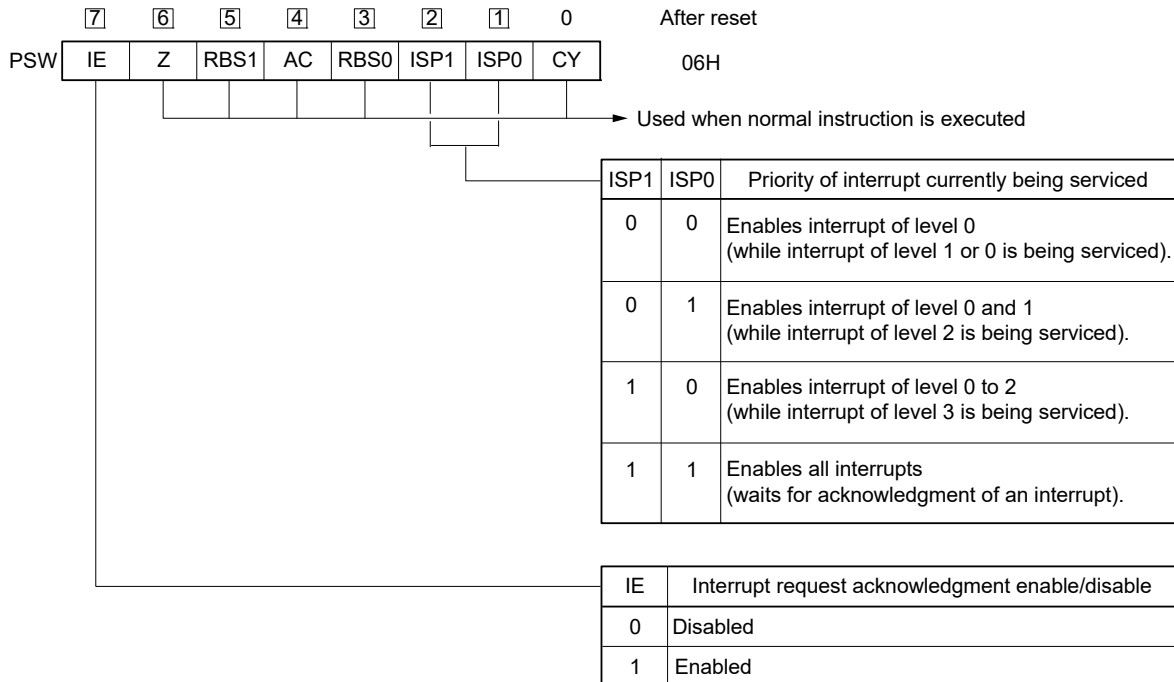 7 6 5 4 3 2 1 0 After reset
PSW IE Z RBS1 AC RBS0 ISP1 ISP0 CY 06H
Used when normal instruction is executed
ISP1 ISP0 Priority of interrupt currently being serviced
0 0 Enables interrupt of level 0
(while interrupt of level 1 or 0 is being serviced).
0 1 Enables interrupt of level 0 and 1
(while interrupt of level 2 is being serviced).
1 0 Enables interrupt of level 0 to 2
(while interrupt of level 3 is being serviced).
1 1 Enables all interrupts
(waits for acknowledgment of an interrupt).
IE Interrupt request acknowledgment enable/disable
0 Disabled
1 Enabled